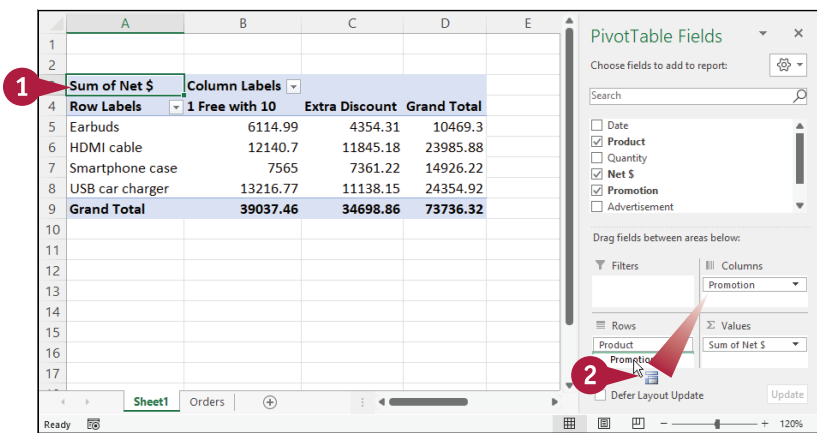 A B C D E
1
2
3 Sum of Net $ Column Labels
4 Row Labels 1 Free with 10 Extra Discount Grand Total
5 Earbuds 6114.99 4354.31 10469.3
6 HDMI cable 12140.7 11845.18 23985.88
7 Smartphone case 7565 7361.22 14926.22
8 USB car charger 13216.77 11138.15 24354.92
9 Grand Total 39037.46 34698.86 73736.32
10
11
12
13
14
15
16
17
Sheet1 Orders
Ready
1
PivotTable Fields
Choose fields to add to report:
Search
Date
Product
Quantity
Net $
Promotion
Advertisement
Drag fields between areas below:
Filters
Columns
Promotion
Rows
Product
Promotion
Σ Values
Sum of Net $
2
Defer Layout Update
Update
120%